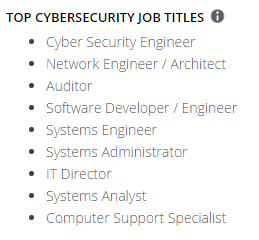 TOP CYBERSECURITY JOB TITLES
Cyber Security Engineer
Network Engineer / Architect
Auditor
Software Developer / Engineer
Systems Engineer
Systems Administrator
IT Director
Systems Analyst
Computer Support Specialist